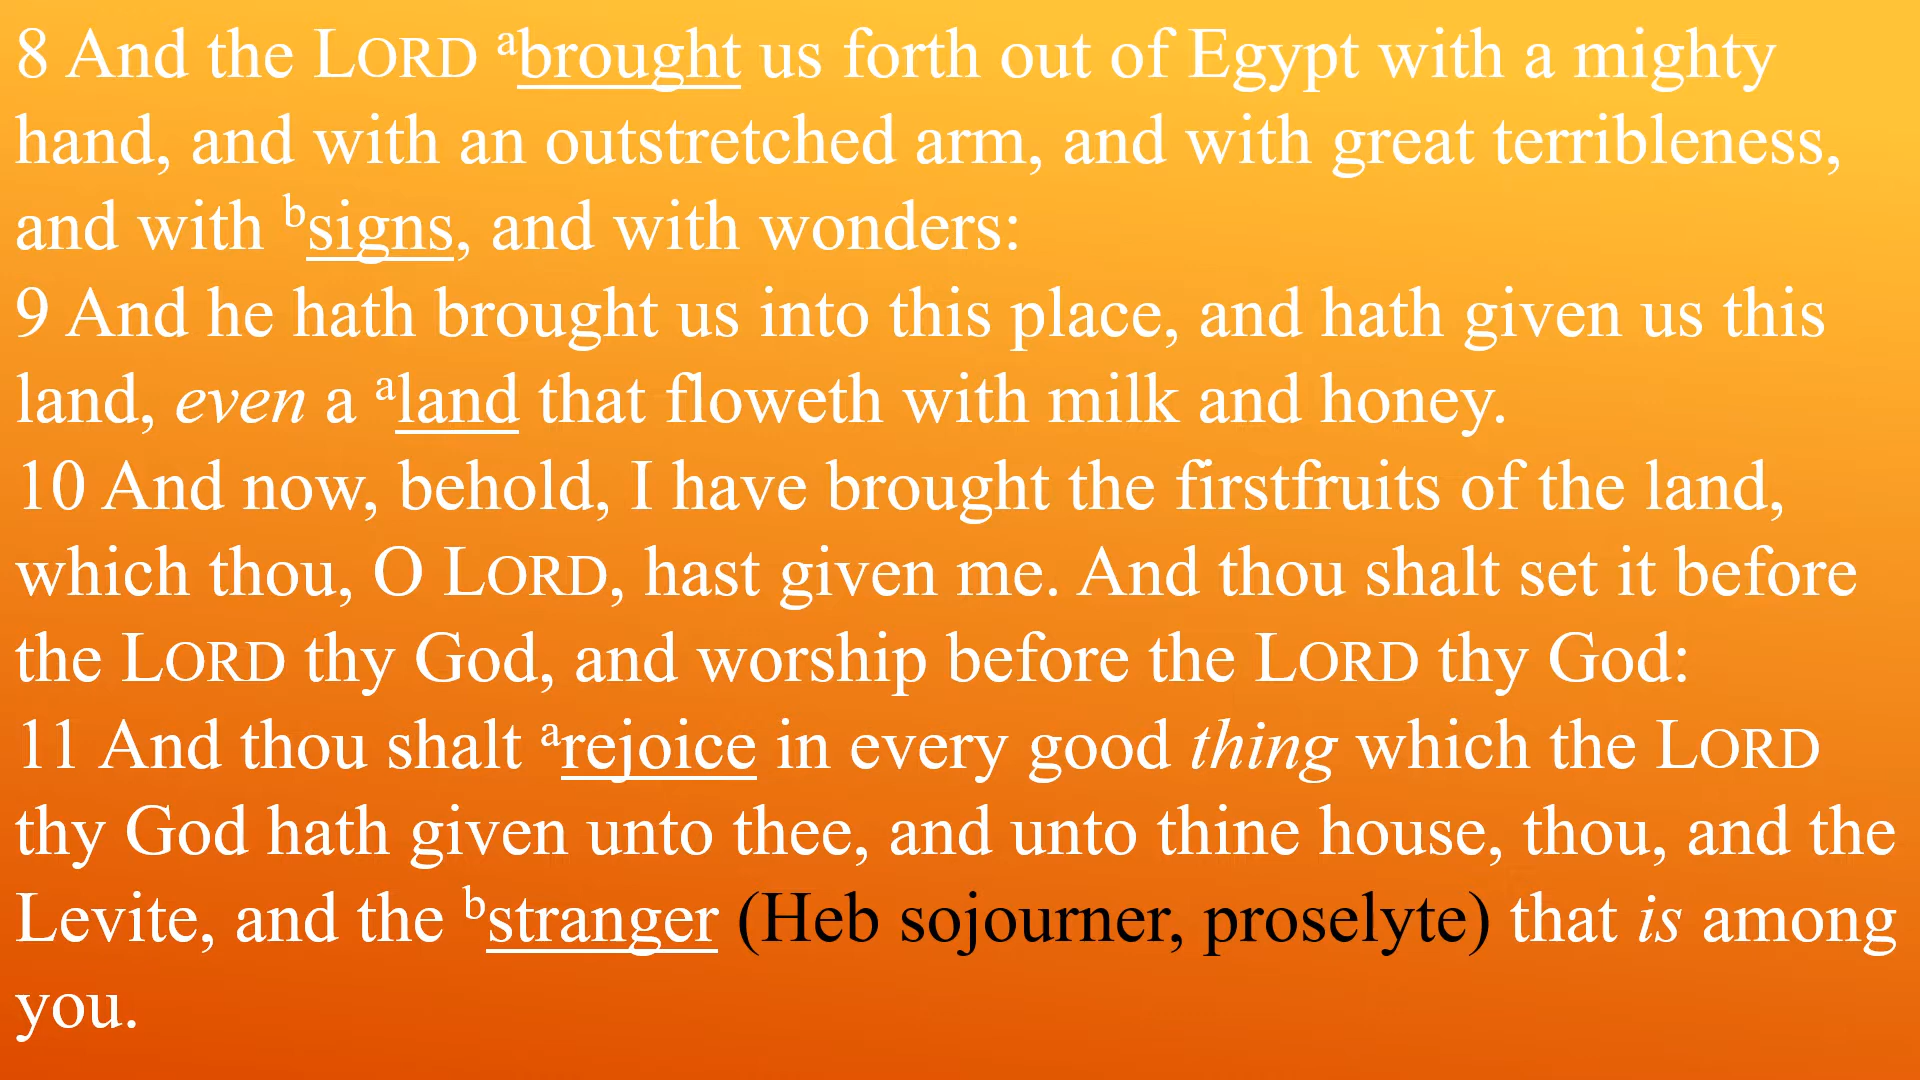 8 And the LORD ᵃbrought us forth out of Egypt with a mighty
hand, and with an outstretched arm, and with great terribleness,
and with ᵇsigns, and with wonders:
9 And he hath brought us into this place, and hath given us this
land, even a ᵃland that floweth with milk and honey.
10 And now, behold, I have brought the firstfruits of the land,
which thou, O LORD, hast given me. And thou shalt set it before
the LORD thy God, and worship before the LORD thy God:
11 And thou shalt ᵃrejoice in every good thing which the LORD
thy God hath given unto thee, and unto thine house, thou, and the
Levite, and the ᵇstranger (Heb sojourner, proselyte) that is among
you.